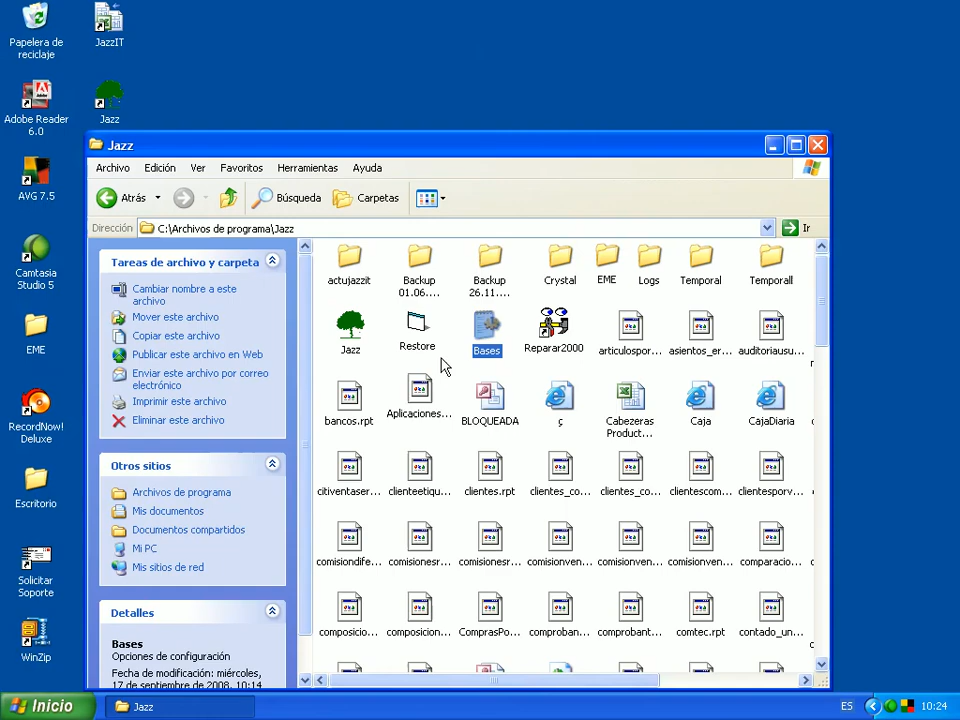 Papelera de
reciclaje
JazzIT
Adobe Reader
6.0
Jazz
AVG 7.5
Camtasia
Studio 5
EME
RecordNow!
Deluxe
Escritorio
Solicitar
Soporte
WinZip
Jazz
Archivo Edición Ver Favoritos Herramientas Ayuda
Atrás Búsqueda Carpetas
Dirección C:\Archivos de programa\Jazz Ir
Tareas de archivo y carpeta
Cambiar nombre a este
archivo
Mover este archivo
Copiar este archivo
Publicar este archivo en Web
Enviar este archivo por correo
electrónico
Imprimir este archivo
Eliminar este archivo
Otros sitios
Archivos de programa
Mis documentos
Documentos compartidos
Mi PC
Mis sitios de red
Detalles
Bases
Opciones de configuración
Fecha de modificación: miércoles,
17 de septiembre de 2008, 10:14
actujazzit Backup Backup Crystal EME Logs Temporal Temporall
01.06.... 26.11....
Jazz Restore Bases Reparar2000 articulospor... asientos_er... auditoriausu...
bancos.rpt Aplicaciones... BLOQUEADA ç Cabezeras Caja CajaDiaria
Product...
citiventaser... clienteetique... clientes.rpt clientes_co... clientes_co... clientescom... clientesporv...
comisiondife... comisionesr... comisionesr... comisionven... comisionven... comisionven... comparacio...
composicio... composicion... ComprasPo... comproban... comprobant... comtec.rpt contado_un...
Inicio Jazz ES 10:24